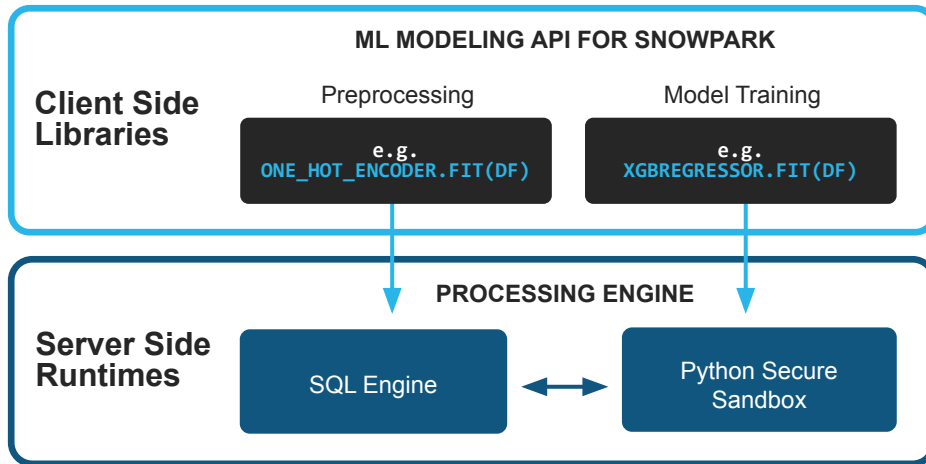 ML MODELING API FOR SNOWPARK
Client Side
Libraries
Preprocessing
Model Training
e.g.
ONE_HOT_ENCODER.FIT(DF)
e.g.
XGBREGRESSOR.FIT(DF)
PROCESSING ENGINE
Server Side
Runtimes
SQL Engine
Python Secure
Sandbox